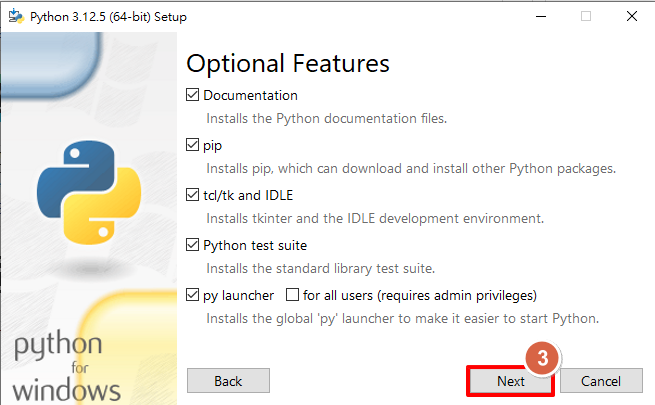 Python 3.12.5 (64-bit) Setup
Optional Features
Documentation
Installs the Python documentation files.
pip
Installs pip, which can download and install other Python packages.
tcl/tk and IDLE
Installs tkinter and the IDLE development environment.
Python test suite
Installs the standard library test suite.
py launcher for all users (requires admin privileges)
Installs the global 'py' launcher to make it easier to start Python.
python
for
windows
3
Back Next Cancel